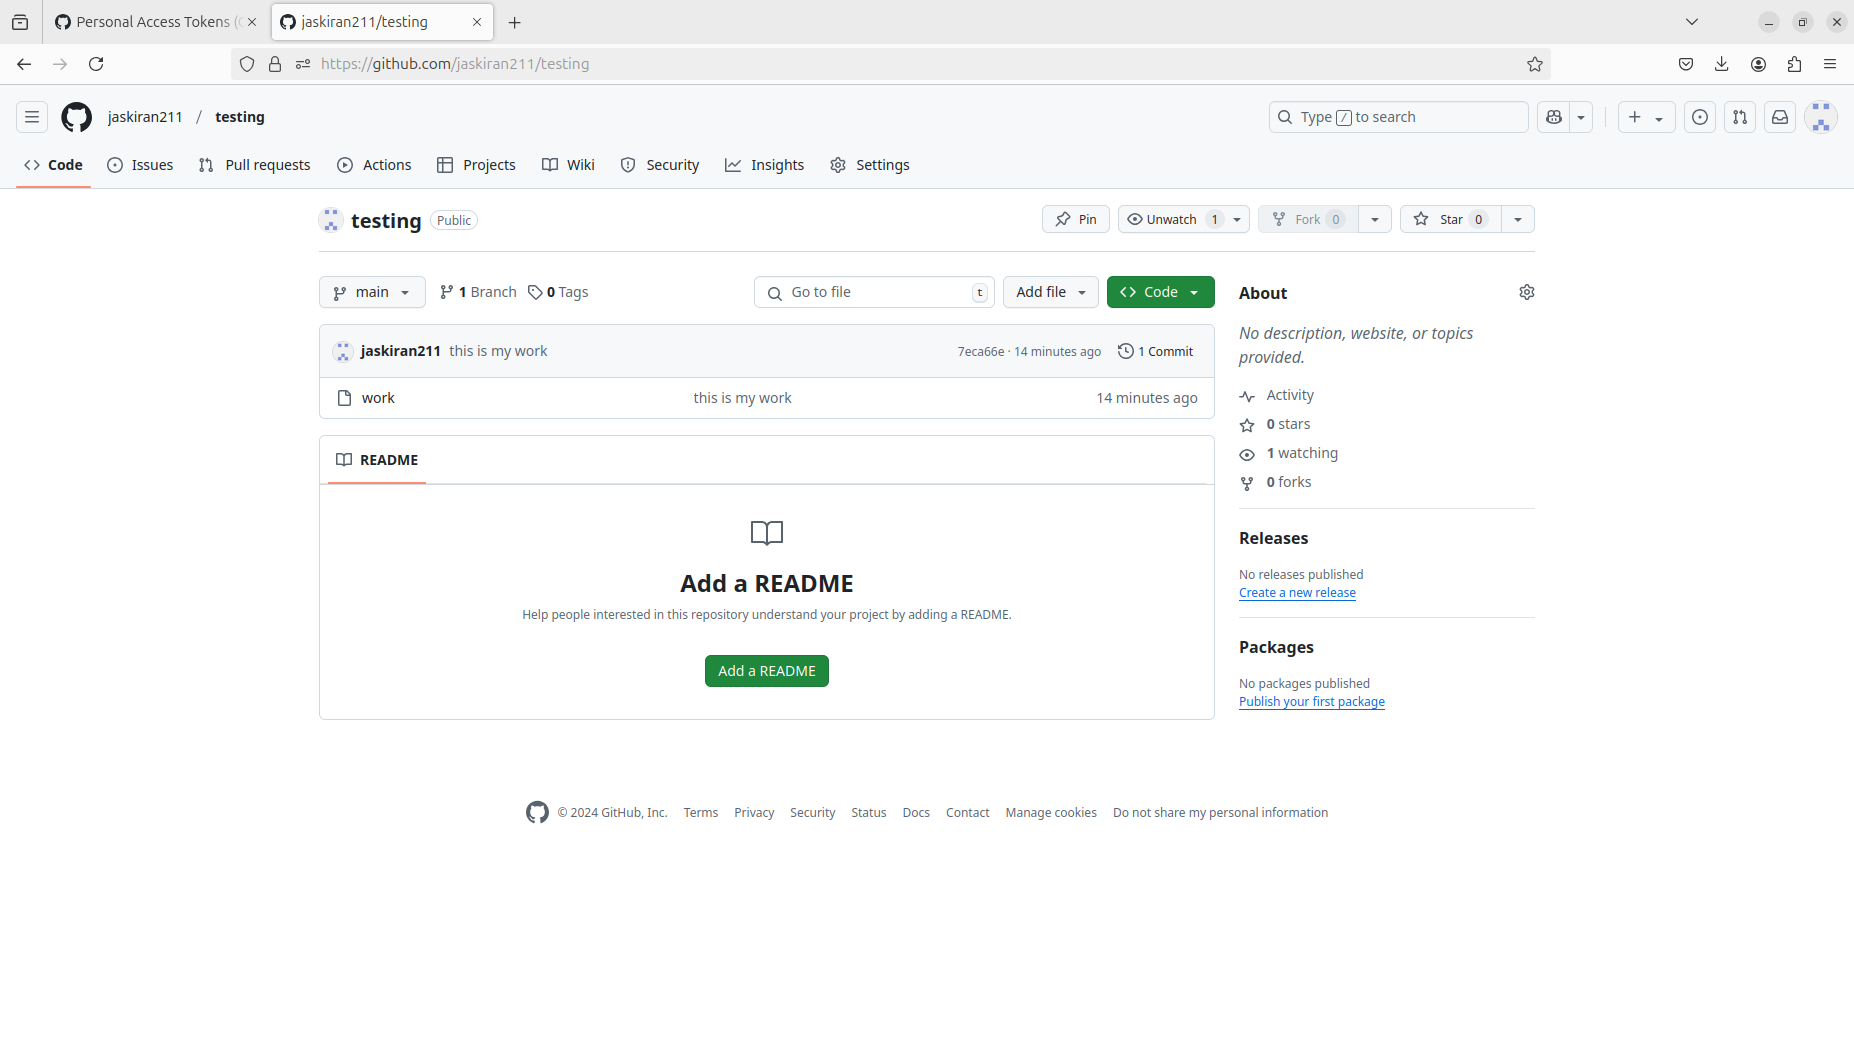 Personal Access Tokens (
jaskiran211/testing
https://github.com/jaskiran211/testing
jaskiran211 / testing
Type / to search
Code Issues Pull requests Actions Projects Wiki Security Insights Settings
testing Public
Pin Unwatch 1 Fork 0 Star 0
main 1 Branch 0 Tags Go to file t Add file Code
jaskiran211 this is my work 7eca66e · 14 minutes ago 1 Commit
work this is my work 14 minutes ago
README
Add a README
Help people interested in this repository understand your project by adding a README.
Add a README
About
No description, website, or topics
provided.
Activity
0 stars
1 watching
0 forks
Releases
No releases published
Create a new release
Packages
No packages published
Publish your first package
© 2024 GitHub, Inc. Terms Privacy Security Status Docs Contact Manage cookies Do not share my personal information